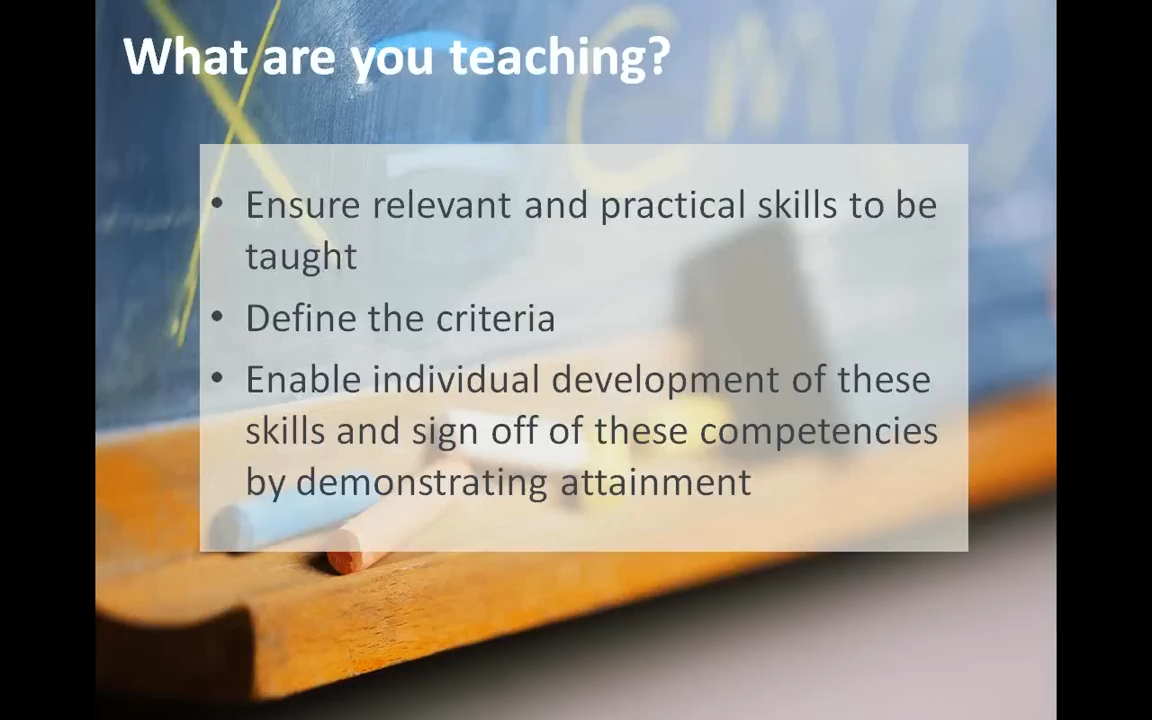 What are you teaching?
• Ensure relevant and practical skills to be
taught
• Define the criteria
• Enable individual development of these
skills and sign off of these competencies
by demonstrating attainment